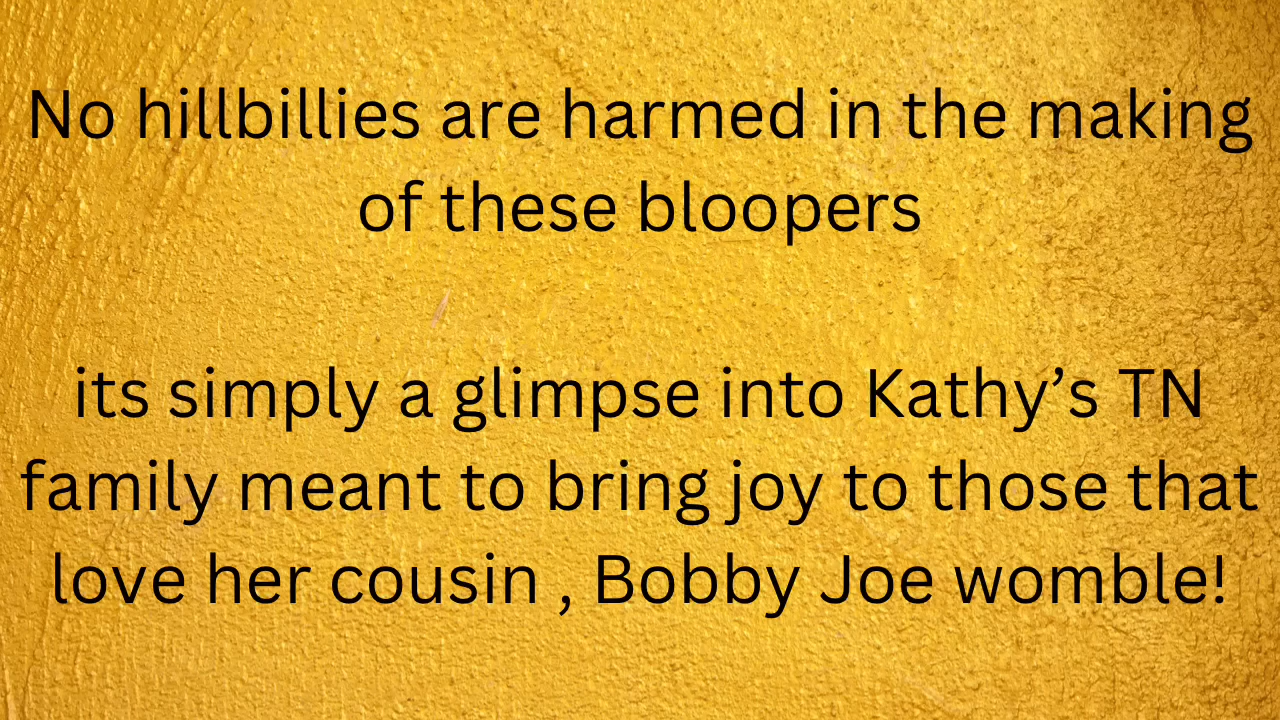 No hillbillies are harmed in the making
of these bloopers
its simply a glimpse into Kathy’s TN
family meant to bring joy to those that
love her cousin , Bobby Joe womble!